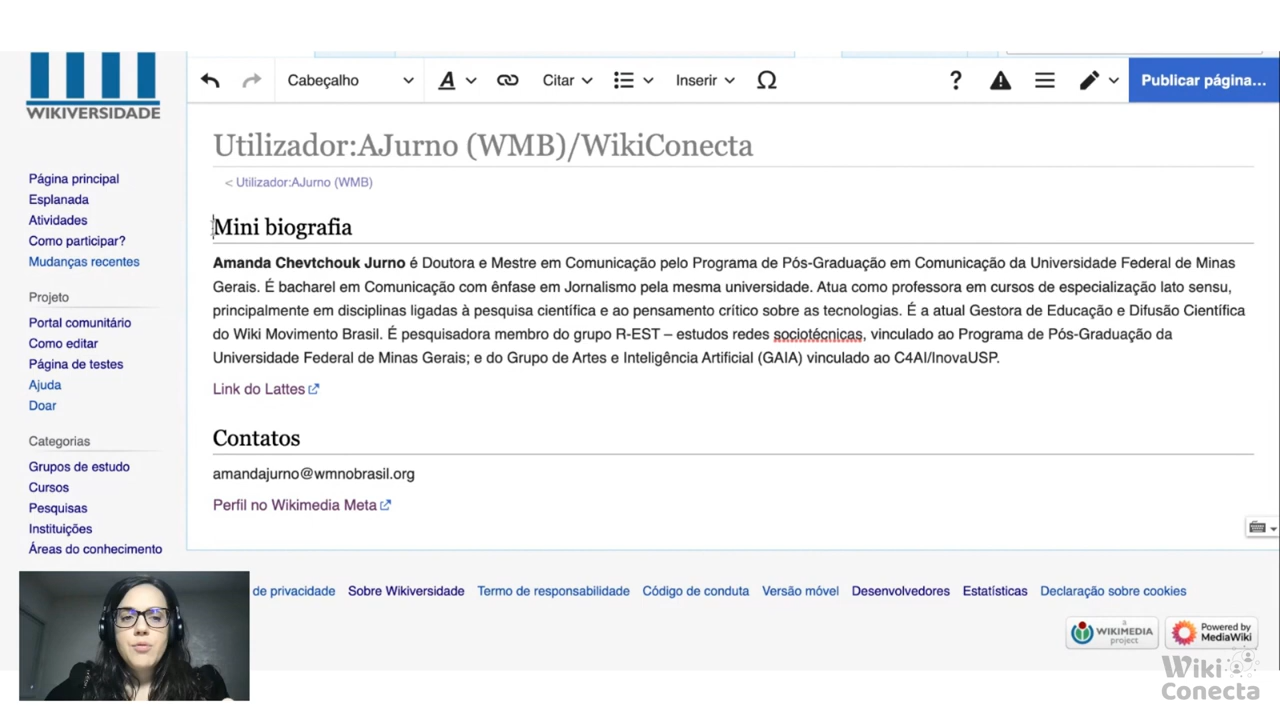 WIKIVERSIDADE
Cabeçalho
A
Citar
Inserir
Ω
?
Publicar página...
Utilizador:AJurno (WMB)/WikiConecta
< Utilizador:AJurno (WMB)
Página principal
Esplanada
Atividades
Como participar?
Mudanças recentes
Projeto
Portal comunitário
Como editar
Página de testes
Ajuda
Doar
Categorias
Grupos de estudo
Cursos
Pesquisas
Instituições
Áreas do conhecimento
Mini biografia
Amanda Chevtchouk Jurno é Doutora e Mestre em Comunicação pelo Programa de Pós-Graduação em Comunicação da Universidade Federal de Minas
Gerais. É bacharel em Comunicação com ênfase em Jornalismo pela mesma universidade. Atua como professora em cursos de especialização lato sensu,
principalmente em disciplinas ligadas à pesquisa científica e ao pensamento crítico sobre as tecnologias. É a atual Gestora de Educação e Difusão Científica
do Wiki Movimento Brasil. É pesquisadora membro do grupo R-EST – estudos redes sociotécnicas, vinculado ao Programa de Pós-Graduação da
Universidade Federal de Minas Gerais; e do Grupo de Artes e Inteligência Artificial (GAIA) vinculado ao C4AI/InovaUSP.
Link do Lattes
Contatos
amandajurno@wmnobrasil.org
Perfil no Wikimedia Meta
de privacidade Sobre Wikiversidade Termo de responsabilidade Código de conduta Versão móvel Desenvolvedores Estatísticas Declaração sobre cookies
a
WIKIMEDIA
project
Powered by
MediaWiki
Wiki
Conecta